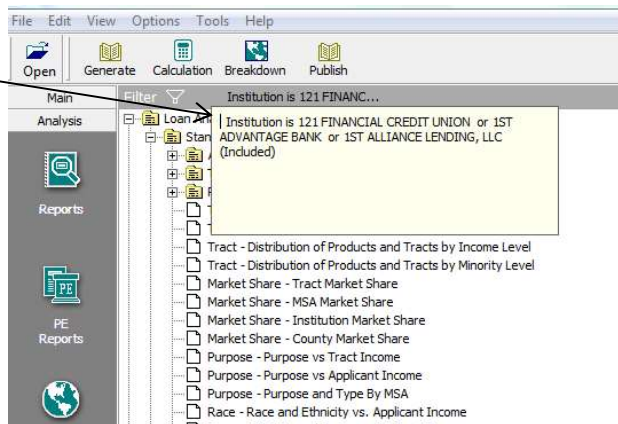 File Edit View Options Tools Help
Open Generate Calculation Breakdown Publish
Main
Filter Institution is 121 FINANC...
Analysis
Reports
PE
PE
Reports
Institution is 121 FINANCIAL CREDIT UNION or 1ST
ADVANTAGE BANK or 1ST ALLIANCE LENDING, LLC
(Included)
Loan
Tract - Distribution of Products and Tracts by Income Level
Tract - Distribution of Products and Tracts by Minority Level
Market Share - Tract Market Share
Market Share - MSA Market Share
Market Share - Institution Market Share
Market Share - County Market Share
Purpose - Purpose vs Tract Income
Purpose - Purpose vs Applicant Income
Purpose - Purpose and Type By MSA
Race - Race and Ethnicity vs. Applicant Income